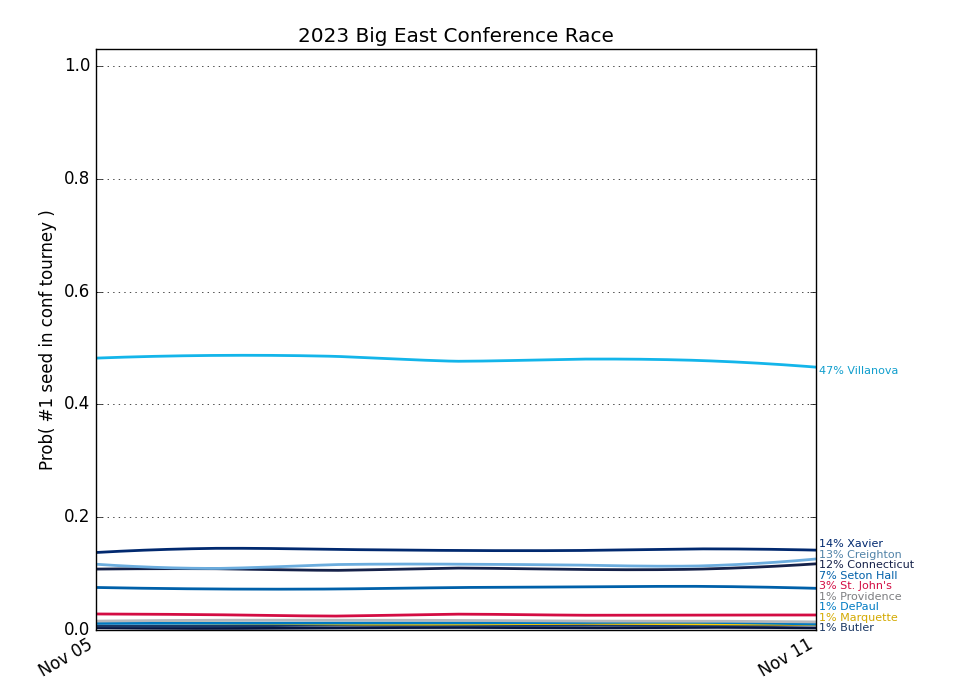 2023 Big East Conference Race
1.0
0.8
0.6
0.4
0.2
0.0
Prob( #1 seed in conf tourney )
Nov 05
Nov 11
47% Villanova
14% Xavier
13% Creighton
12% Connecticut
7% Seton Hall
3% St. John's
1% Providence
1% DePaul
1% Marquette
1% Butler